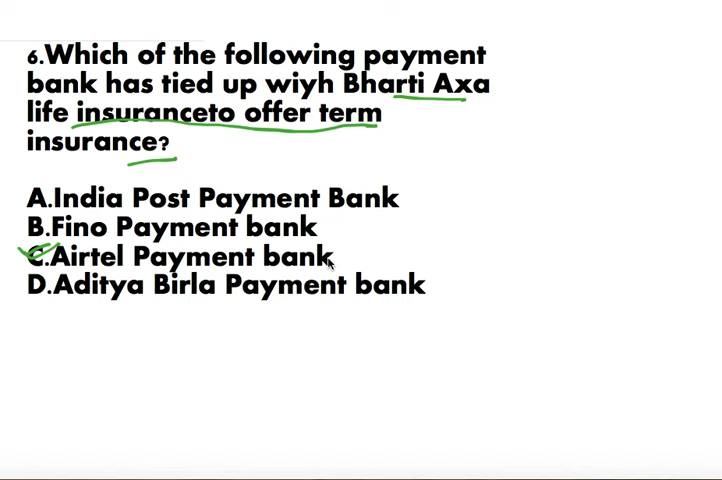 6.Which of the following payment
bank has tied up wiyh Bharti Axa
life insuranceto offer term
insurance?
A.India Post Payment Bank
B.Fino Payment bank
C.Airtel Payment bank
D.Aditya Birla Payment bank